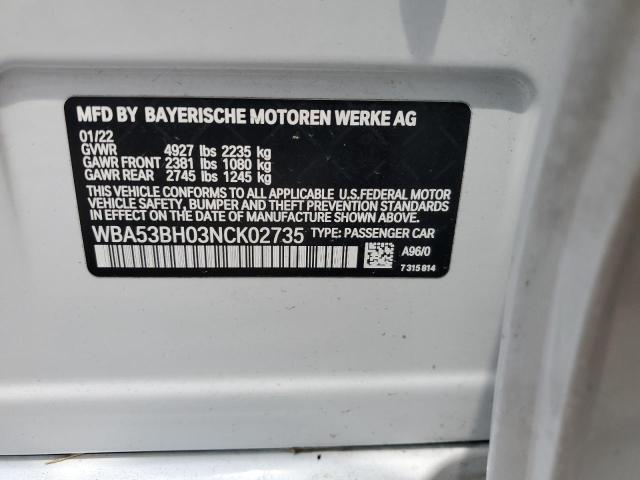 MFD BY BAYERISCHE MOTOREN WERKE AG
01/22
GVWR 4927 lbs 2235 kg
GAWR FRONT 2381 lbs 1080 kg
GAWR REAR 2745 lbs 1245 kg
THIS VEHICLE CONFORMS TO ALL APPLICABLE U.S.FEDERAL MOTOR
VEHICLE SAFETY, BUMPER AND THEFT PREVENTION STANDARDS
IN EFFECT ON THE DATE OF MANUFACTURE SHOWN ABOVE.
WBA53BH03NCK02735 TYPE: PASSENGER CAR
A96/0
7 315 814